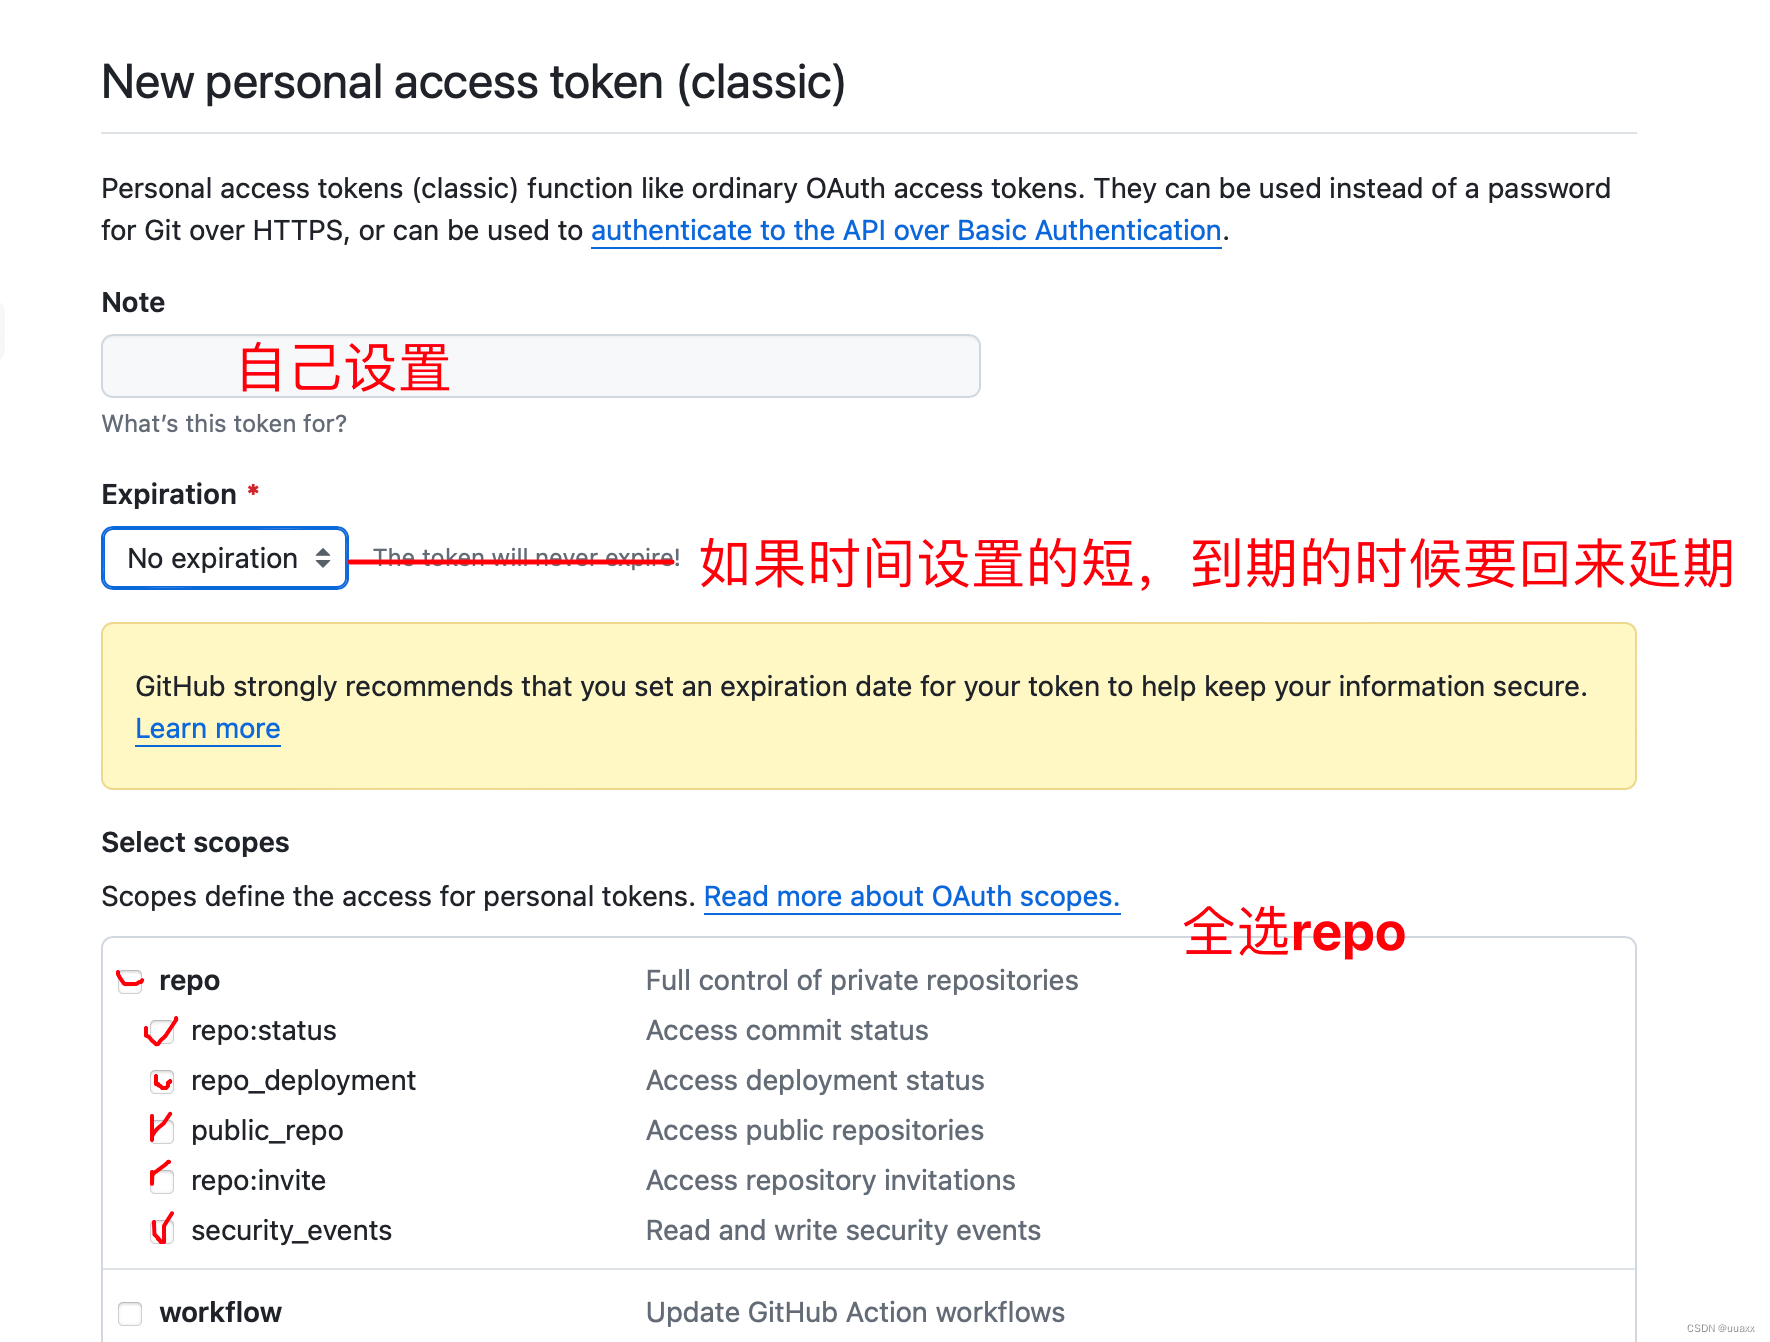 New personal access token (classic)
Personal access tokens (classic) function like ordinary OAuth access tokens. They can be used instead of a password
for Git over HTTPS, or can be used to authenticate to the API over Basic Authentication.
Note
自己设置
What's this token for?
Expiration *
No expiration The token will never expire! 如果时间设置的短，到期的时候要回来延期
GitHub strongly recommends that you set an expiration date for your token to help keep your information secure.
Learn more
Select scopes
Scopes define the access for personal tokens. Read more about OAuth scopes.
全选repo
repo Full control of private repositories
repo:status Access commit status
repo_deployment Access deployment status
public_repo Access public repositories
repo:invite Access repository invitations
security_events Read and write security events
workflow Update GitHub Action workflows
CSDN @uuaxx